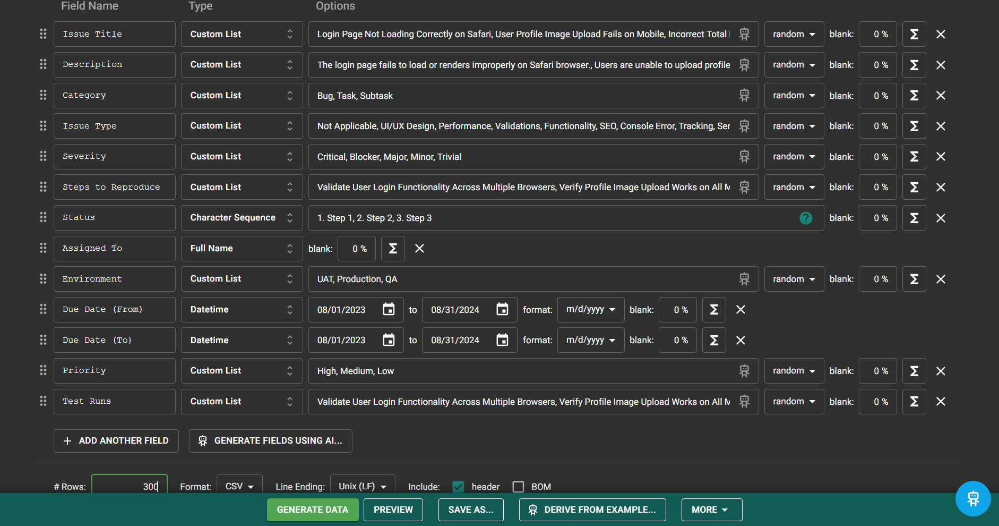 Field Name Type Options
Issue Title Custom List Login Page Not Loading Correctly on Safari, User Profile Image Upload Fails on Mobile, Incorrect Total random blank: 0 %
Description Custom List The login page fails to load or renders improperly on Safari browser., Users are unable to upload profile random blank: 0 %
Category Custom List Bug, Task, Subtask random blank: 0 %
Issue Type Custom List Not Applicable, UI/UX Design, Performance, Validations, Functionality, SEO, Console Error, Tracking, Ser random blank: 0 %
Severity Custom List Critical, Blocker, Major, Minor, Trivial random blank: 0 %
Steps to Reproduce Custom List Validate User Login Functionality Across Multiple Browsers, Verify Profile Image Upload Works on All M random blank: 0 %
Status Character Sequence 1. Step 1, 2. Step 2, 3. Step 3 ? blank: 0 %
Assigned To Full Name blank: 0 %
Environment Custom List UAT, Production, QA random blank: 0 %
Due Date (From) Datetime 08/01/2023 to 08/31/2024 format: m/d/yyyy blank: 0 %
Due Date (To) Datetime 08/01/2023 to 08/31/2024 format: m/d/yyyy blank: 0 %
Priority Custom List High, Medium, Low random blank: 0 %
Test Runs Custom List Validate User Login Functionality Across Multiple Browsers, Verify Profile Image Upload Works on All M random blank: 0 %
+ ADD ANOTHER FIELD GENERATE FIELDS USING AI...
# Rows: 300 Format: CSV Line Ending: Unix (LF) Include: header BOM
GENERATE DATA PREVIEW SAVE AS... DERIVE FROM EXAMPLE... MORE